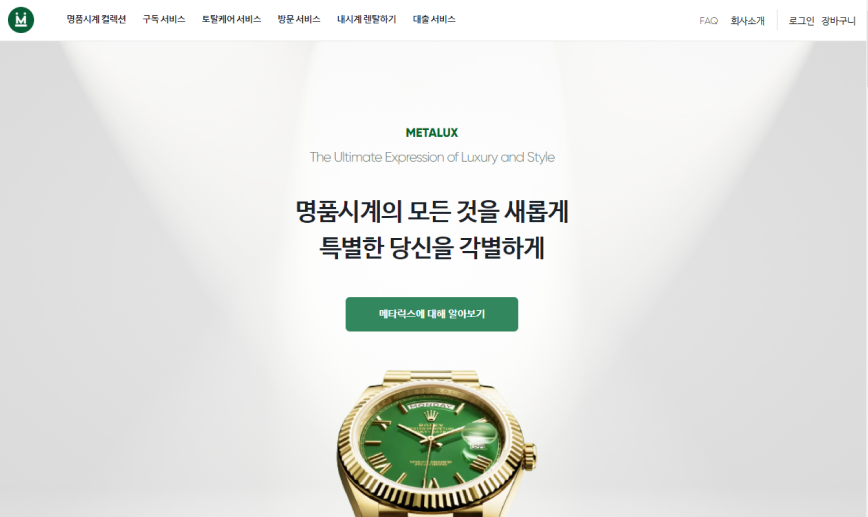 M
명품시계 컬렉션 구독 서비스 토탈케어 서비스 방문 서비스 내시계 렌탈하기 대출 서비스
FAQ 회사소개 로그인 장바구니
METALUX
The Ultimate Expression of Luxury and Style
명품시계의 모든 것을 새롭게
특별한 당신을 각별하게
메타럭스에 대해 알아보기
MONDAY
ROLEX